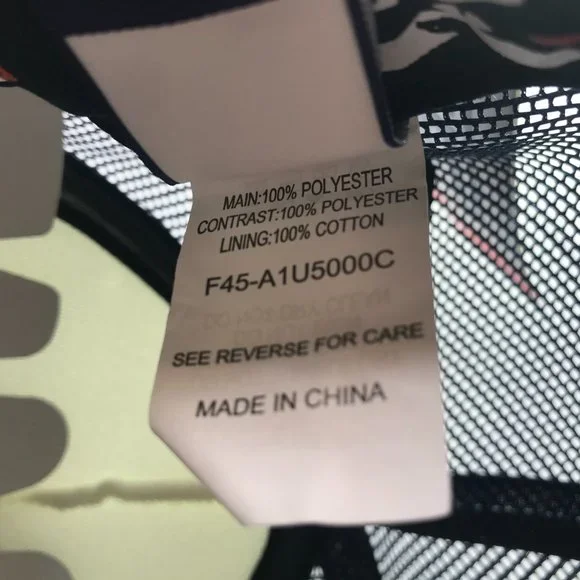 MAIN:100% POLYESTER
CONTRAST:100% POLYESTER
LINING:100% COTTON
F45-A1U5000C
SEE REVERSE FOR CARE
MADE IN CHINA